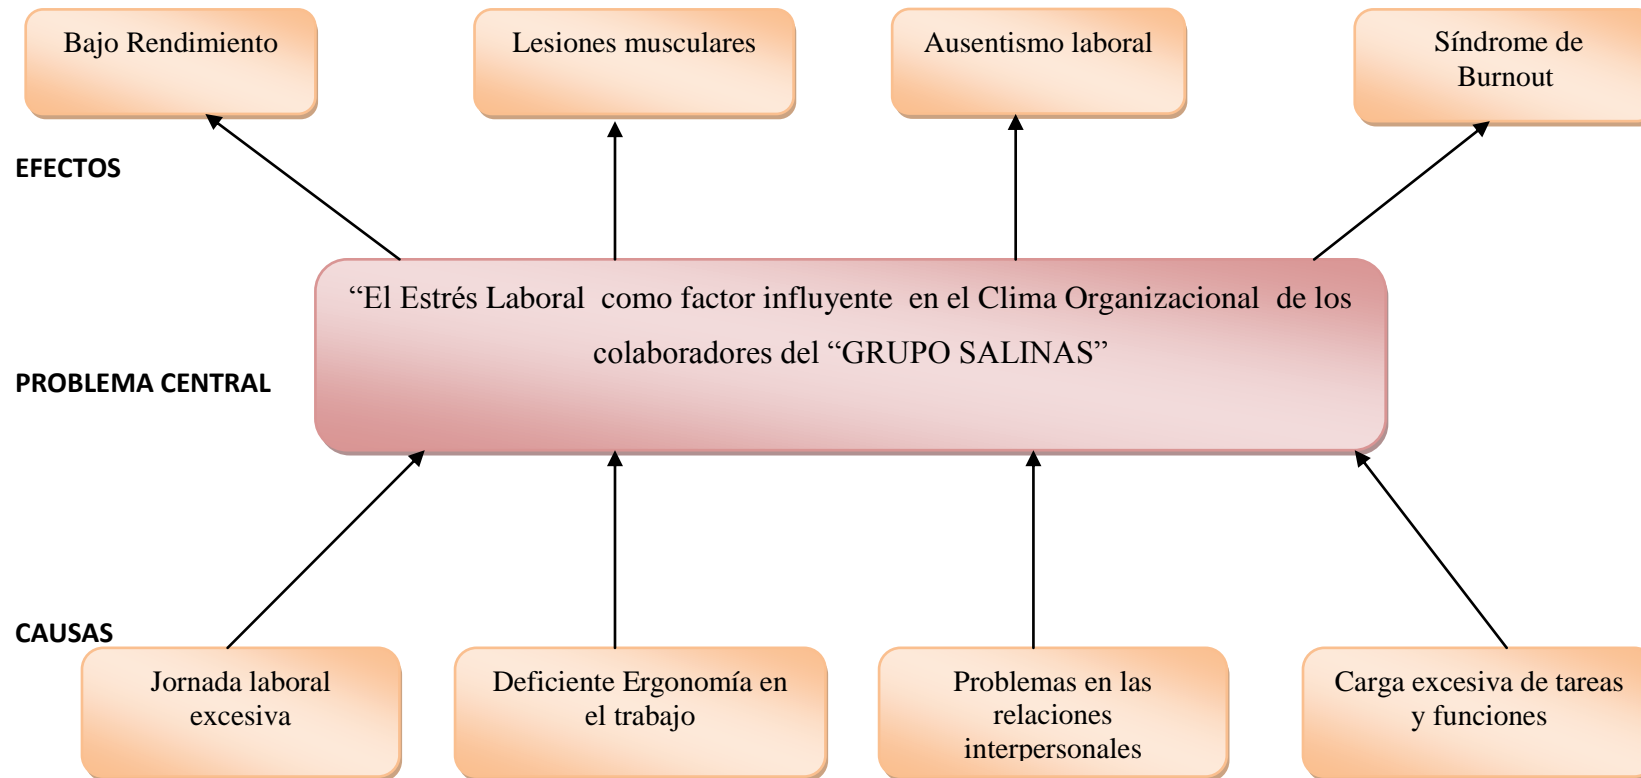 Bajo Rendimiento
Lesiones musculares
Ausentismo laboral
Síndrome de
Burnout
EFECTOS
“El Estrés Laboral como factor influyente en el Clima Organizacional de los
colaboradores del “GRUPO SALINAS”
PROBLEMA CENTRAL
CAUSAS
Jornada laboral
excesiva
Deficiente Ergonomía en
el trabajo
Problemas en las
relaciones
interpersonales
Carga excesiva de tareas
y funciones